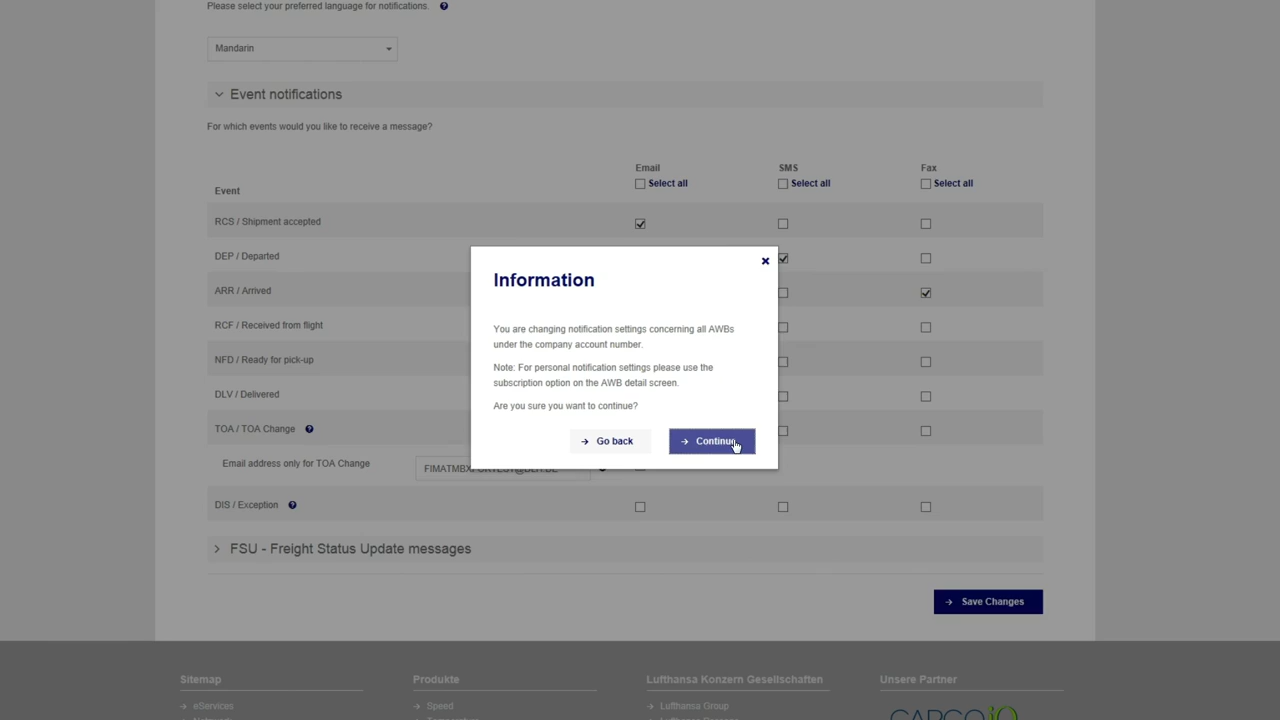 Please select your preferred language for notifications.
Mandarin
Event notifications
For which events would you like to receive a message?
Event
Email
Select all
SMS
Select all
Fax
Select all
RCS / Shipment accepted
DEP / Departed
ARR / Arrived
RCF / Received from flight
NFD / Ready for pick-up
DLV / Delivered
TOA / TOA Change
Email address only for TOA Change
DIS / Exception
Information
You are changing notification settings concerning all AWBs
under the company account number.
Note: For personal notification settings please use the
subscription option on the AWB detail screen.
Are you sure you want to continue?
Go back
Continue
FSU - Freight Status Update messages
Save Changes
Sitemap
Produkte
Lufthansa Konzern Gesellschaften
Unsere Partner
eServices
Speed
Lufthansa Group